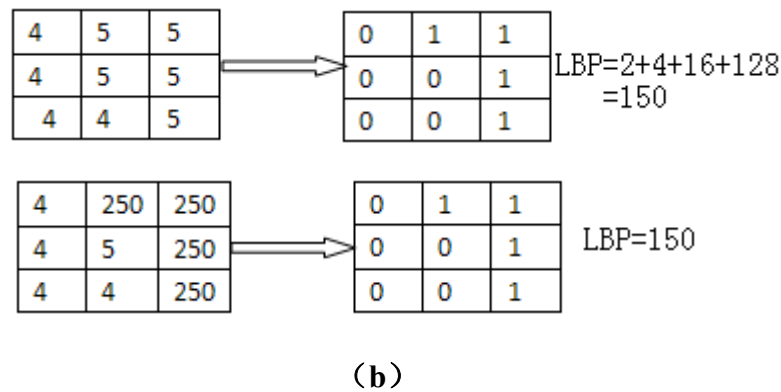 4 5 5 0 1 1
4 5 5 0 0 1 LBP=2+4+16+128
4 4 5 0 0 1 =150
4 250 250 0 1 1
4 5 250 0 0 1 LBP=150
4 4 250 0 0 1
（b）